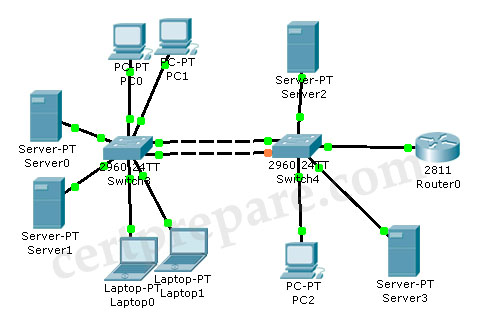 PC-PT
PC0
PC-PT
PC1
Server-PT
Server2
Server-PT
Server0
2960-24TT
Switch3
2960-24TT
Switch4
2811
Router0
Server-PT
Server1
Laptop-PT
Laptop0
Laptop-PT
Laptop1
PC-PT
PC2
Server-PT
Server3
certprepare.com